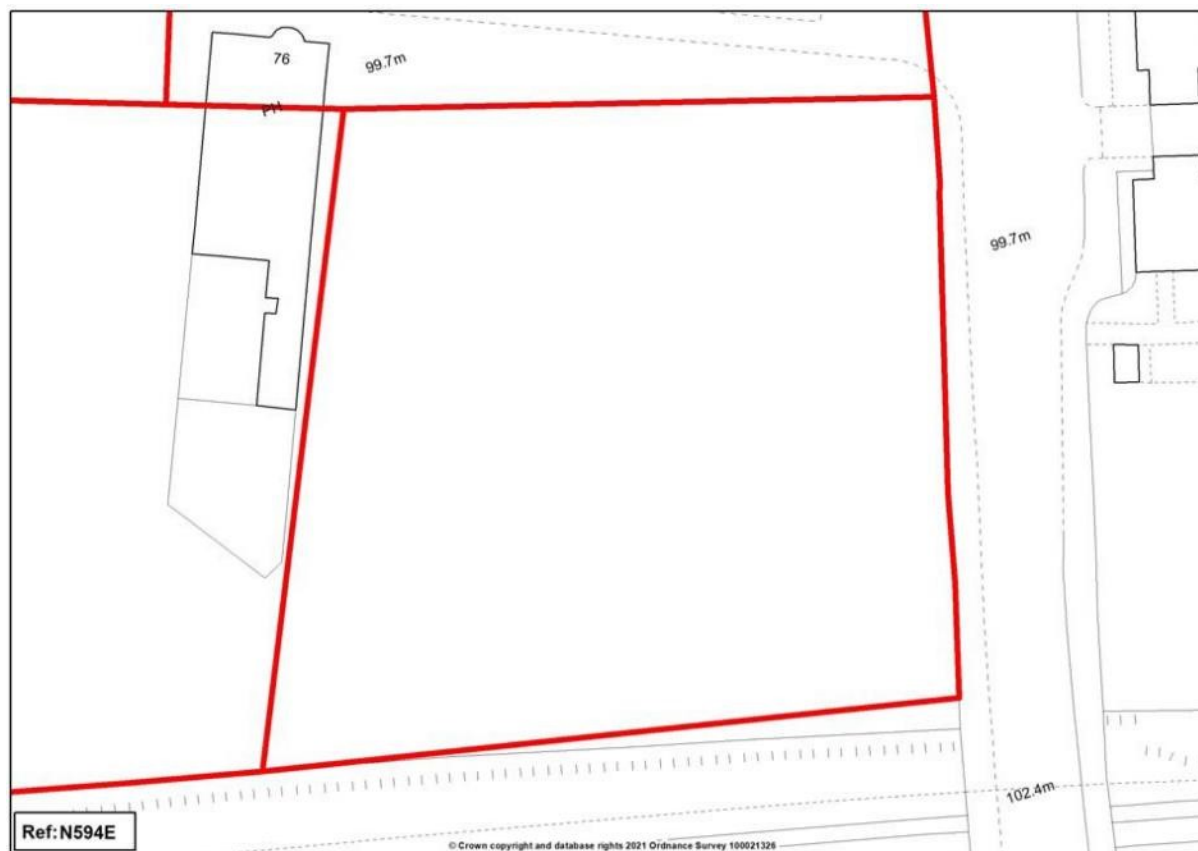 76
99.7m
PH
99.7m
102.4m
Ref:N594E
© Crown copyright and database rights 2021 Ordnance Survey 100021326